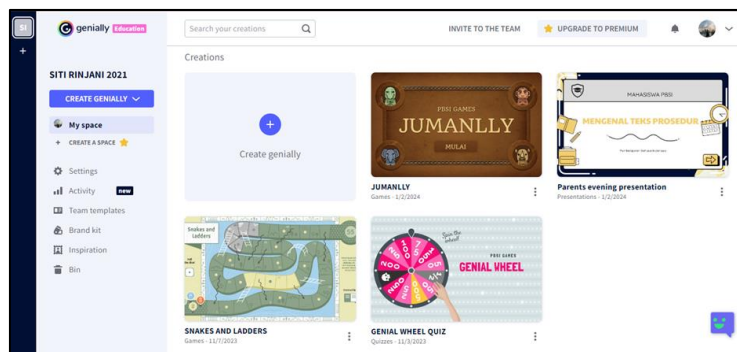 SI
genially Education
Search your creations
INVITE TO THE TEAM
UPGRADE TO PREMIUM
+
SITI RINJANI 2021
CREATE GENIALLY
My space
+ CREATE A SPACE
Settings
Activity new
Team templates
Brand kit
Inspiration
Bin
Creations
+
Create genially
PBSI GAMES
JUMANLLY
MULAI
JUMANLLY
Games - 1/2/2024
MAHASISWA PBSI
MENGENAL TEKS PROSEDUR
Parents evening presentation
Presentations - 1/2/2024
Snakes and
Ladders
SNAKES AND LADDERS
Games - 11/7/2023
Spin the
wheel!
PBSI GAMES
GENIAL WHEEL
GENIAL WHEEL QUIZ
Quizzes - 11/3/2023